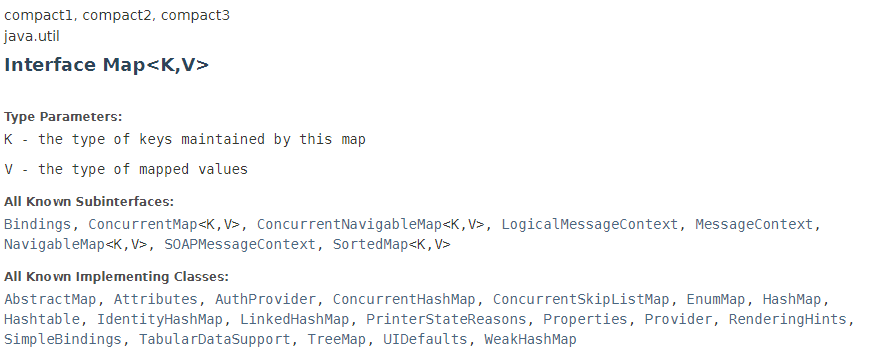 compact1, compact2, compact3
java.util
Interface Map<K,V>
Type Parameters:
K - the type of keys maintained by this map
V - the type of mapped values
All Known Subinterfaces:
Bindings, ConcurrentMap<K,V>, ConcurrentNavigableMap<K,V>, LogicalMessageContext, MessageContext,
NavigableMap<K,V>, SOAPMessageContext, SortedMap<K,V>
All Known Implementing Classes:
AbstractMap, Attributes, AuthProvider, ConcurrentHashMap, ConcurrentSkipListMap, EnumMap, HashMap,
Hashtable, IdentityHashMap, LinkedHashMap, PrinterStateReasons, Properties, Provider, RenderingHints,
SimpleBindings, TabularDataSupport, TreeMap, UIDefaults, WeakHashMap